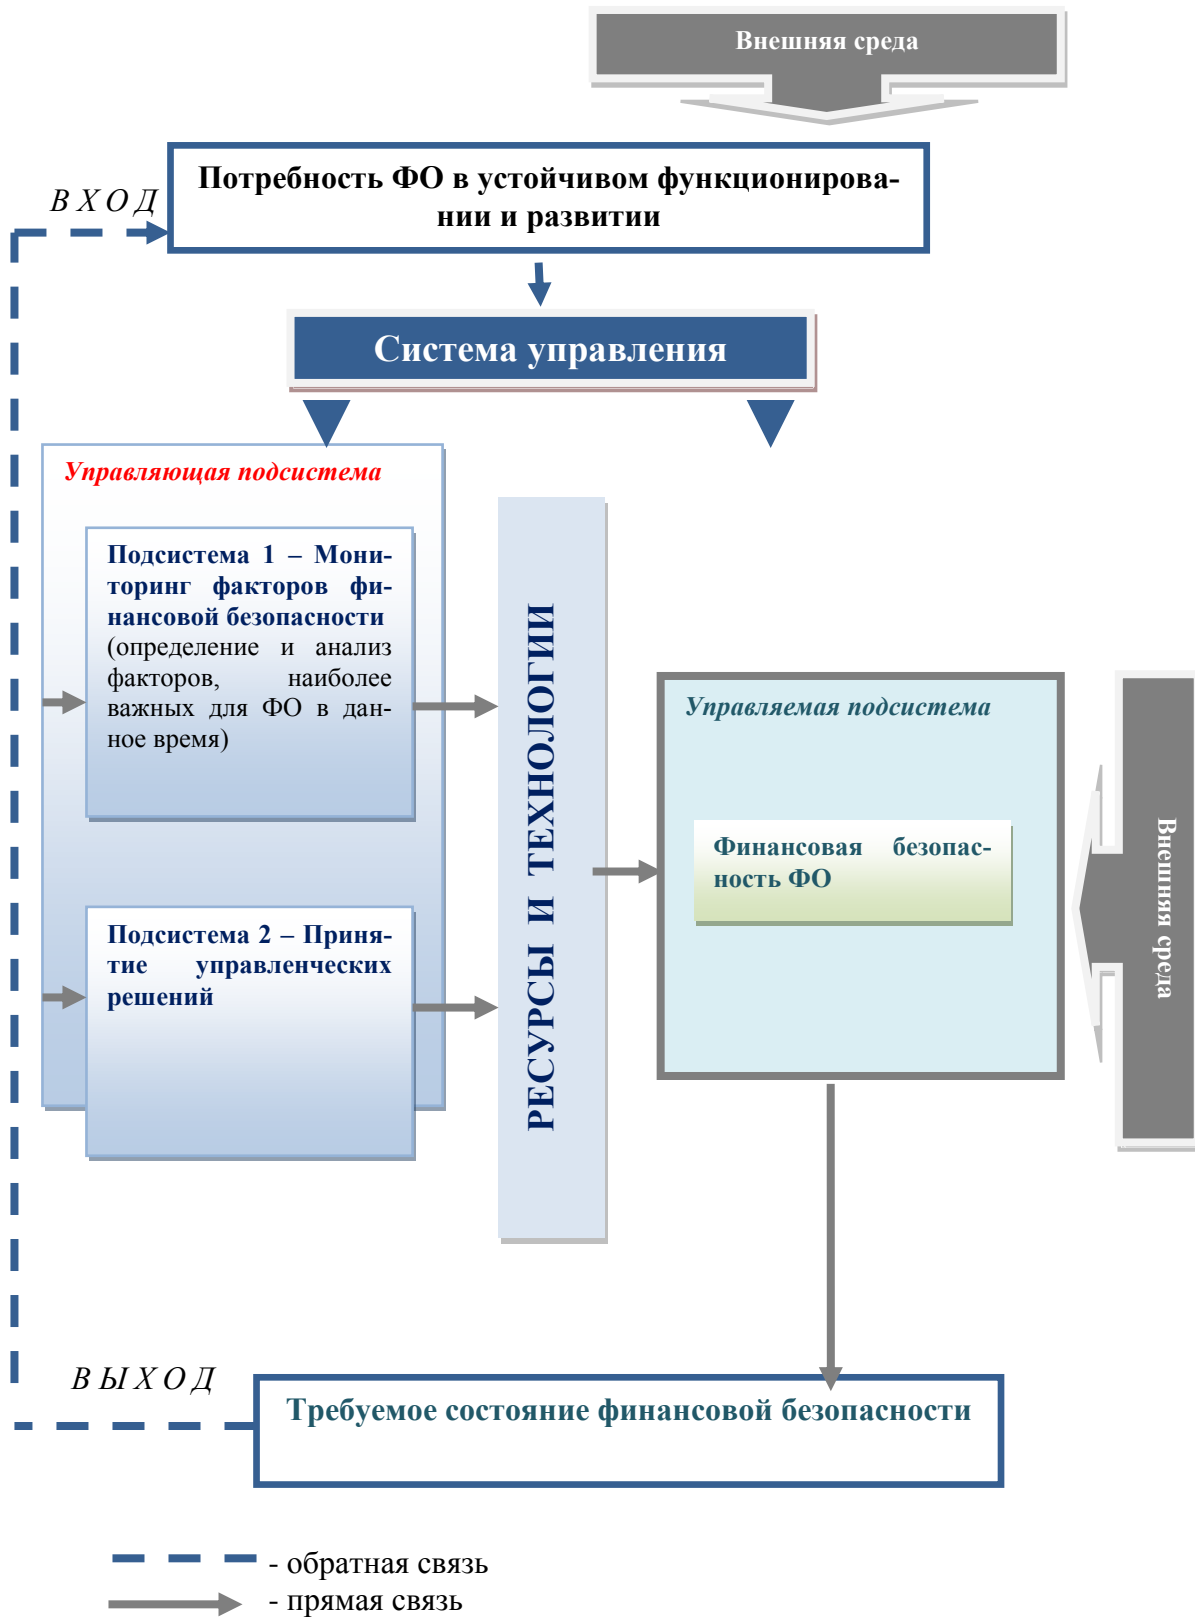 Внешняя среда
Потребность ФО в устойчивом функционирова-
нии и развитии
ВХОД
Система управления
Управляющая подсистема
Подсистема 1 – Мони-
торинг факторов фи-
нансовой безопасности
(определение и анализ
факторов, наиболее
важных для ФО в дан-
ное время)
Подсистема 2 – Приня-
тие управленческих
решений
РЕСУРСЫ И ТЕХНОЛОГИИ
Управляемая подсистема
Финансовая безопас-
ность ФО
Внешняя среда
ВЫХОД
Требуемое состояние финансовой безопасности
- обратная связь
- прямая связь